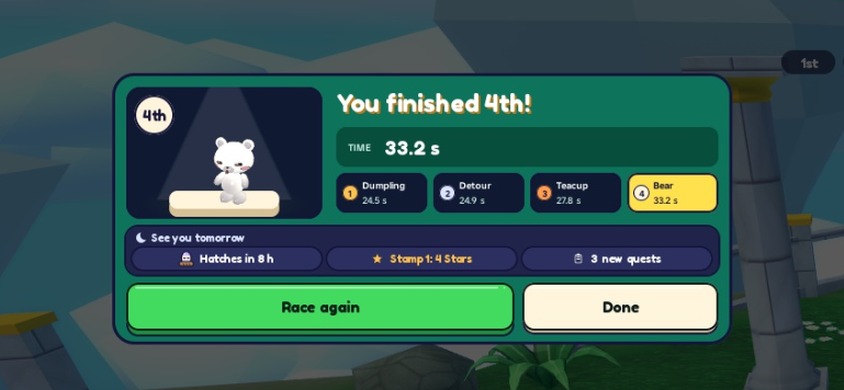 1st
4th
You finished 4th!
TIME 33.2 s
1 Dumpling
24.5 s
2 Detour
24.9 s
3 Teacup
27.8 s
4 Bear
33.2 s
See you tomorrow
Hatches in 8 h
Stamp 1: 4 Stars
3 new quests
Race again
Done